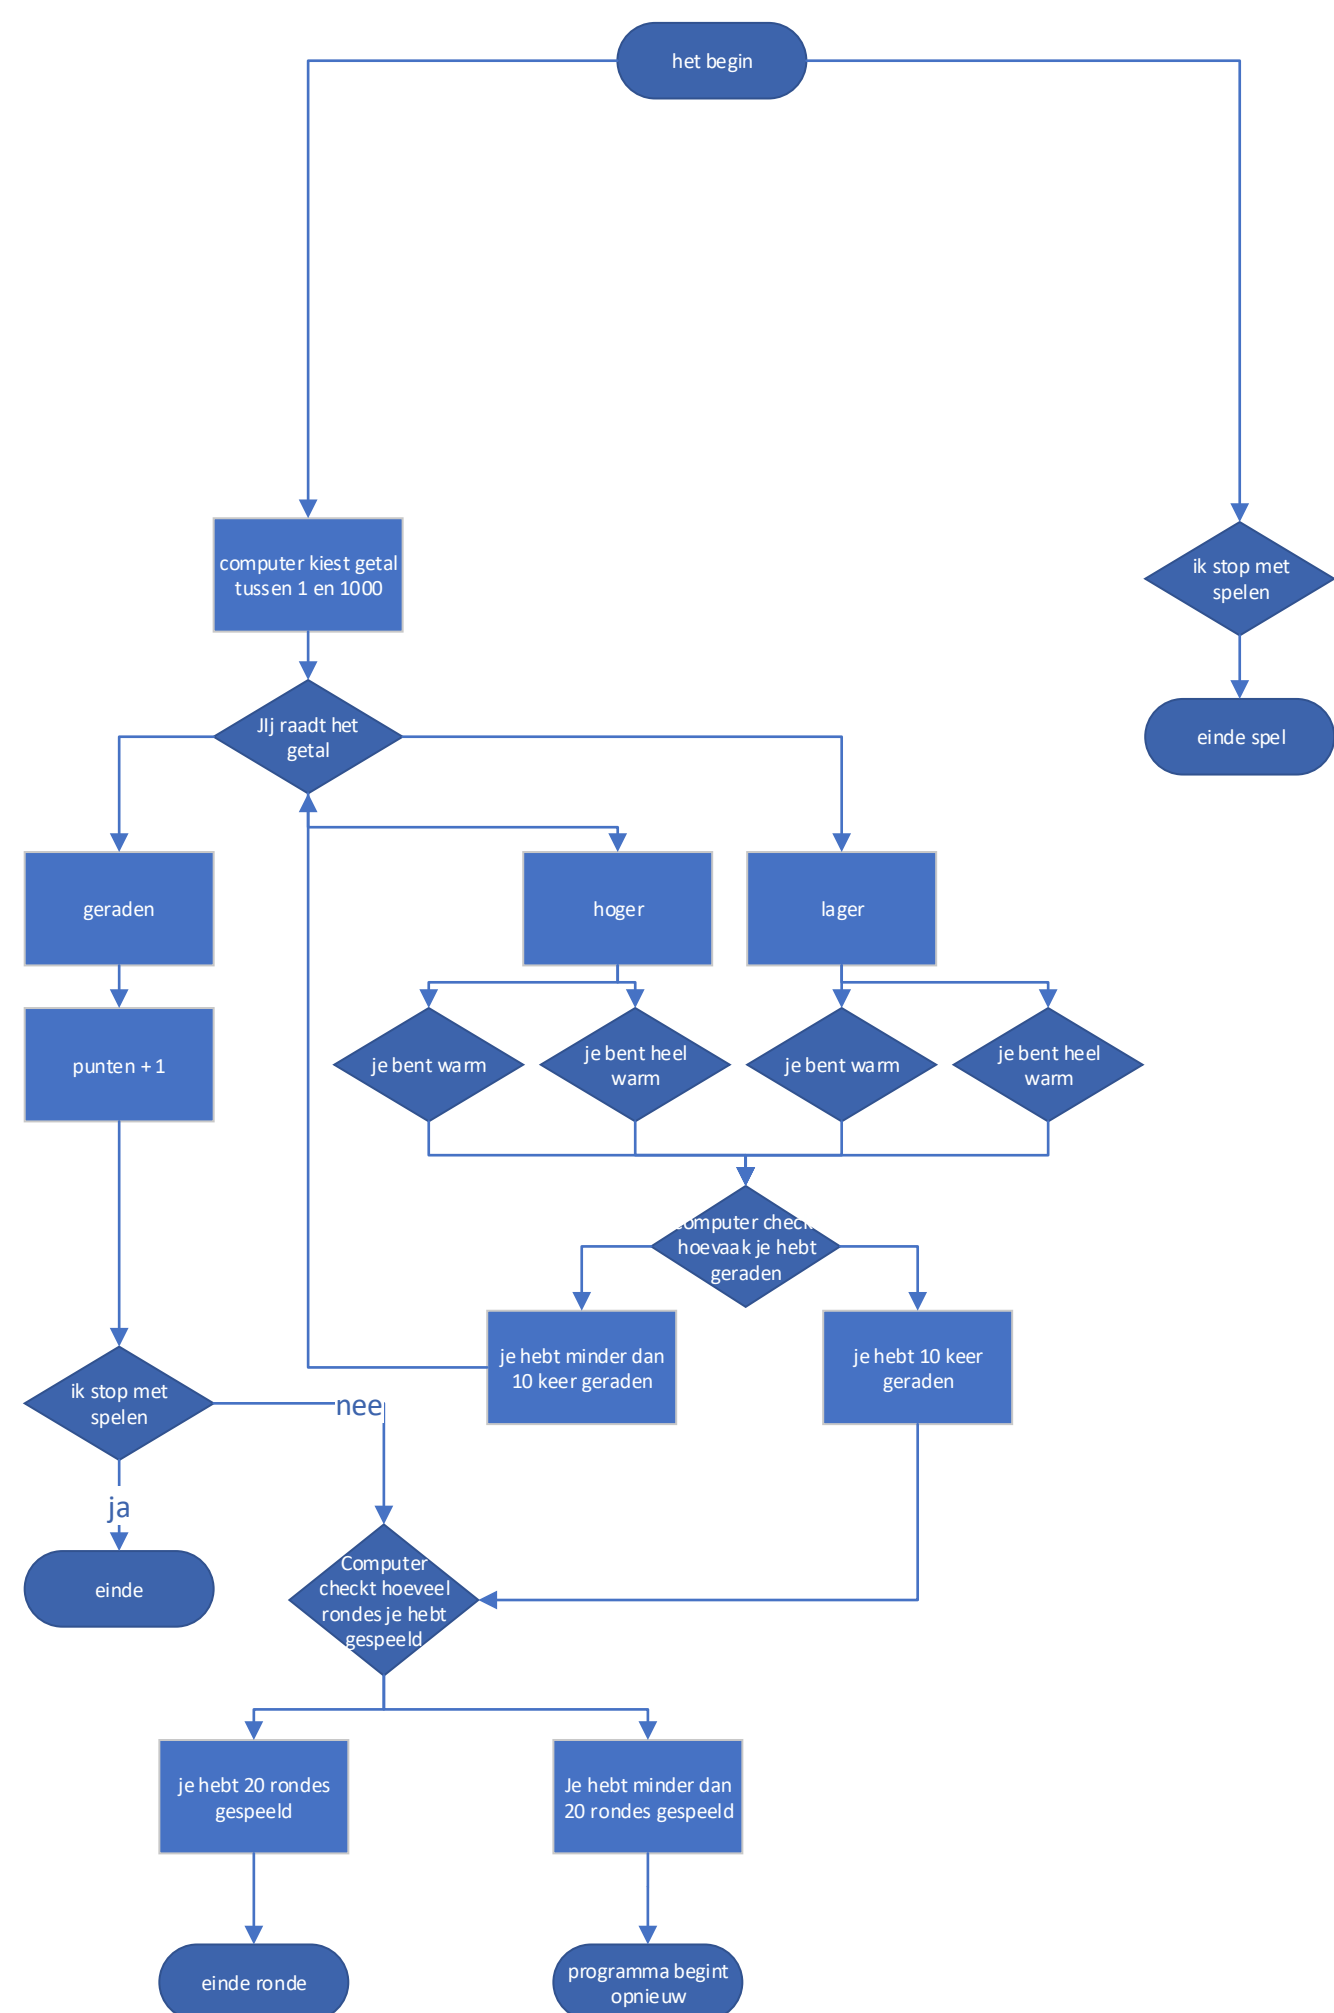 het begin
computer kiest getal
tussen 1 en 1000
ik stop met
spelen
JIj raadt het
getal
einde spel
geraden
hoger
lager
punten + 1
je bent warm
je bent heel
warm
je bent warm
je bent heel
warm
computer check
hoevaak je hebt
geraden
je hebt minder dan
10 keer geraden
je hebt 10 keer
geraden
ik stop met
spelen
nee
ja
einde
Computer
checkt hoeveel
rondes je hebt
gespeeld
je hebt 20 rondes
gespeeld
Je hebt minder dan
20 rondes gespeeld
einde ronde
programma begint
opnieuw